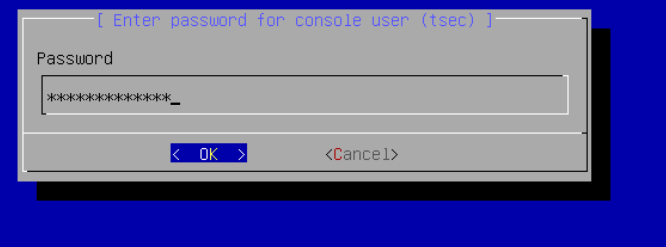 [ Enter password for console user (tsec) ]
Password
*************_
< OK > <Cancel>